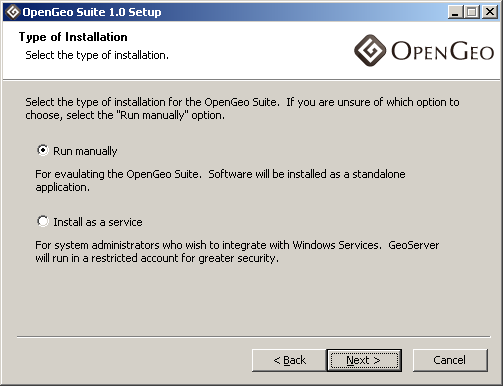 OpenGeo Suite 1.0 Setup
Type of Installation
Select the type of installation.
OPENGEO
Select the type of installation for the OpenGeo Suite.  If you are unsure of which option to
choose, select the "Run manually" option.
Run manually
For evaulating the OpenGeo Suite.  Software will be installed as a standalone
application.
Install as a service
For system administrators who wish to integrate with Windows Services.  GeoServer
will run in a restricted account for greater security.
< Back
Next >
Cancel